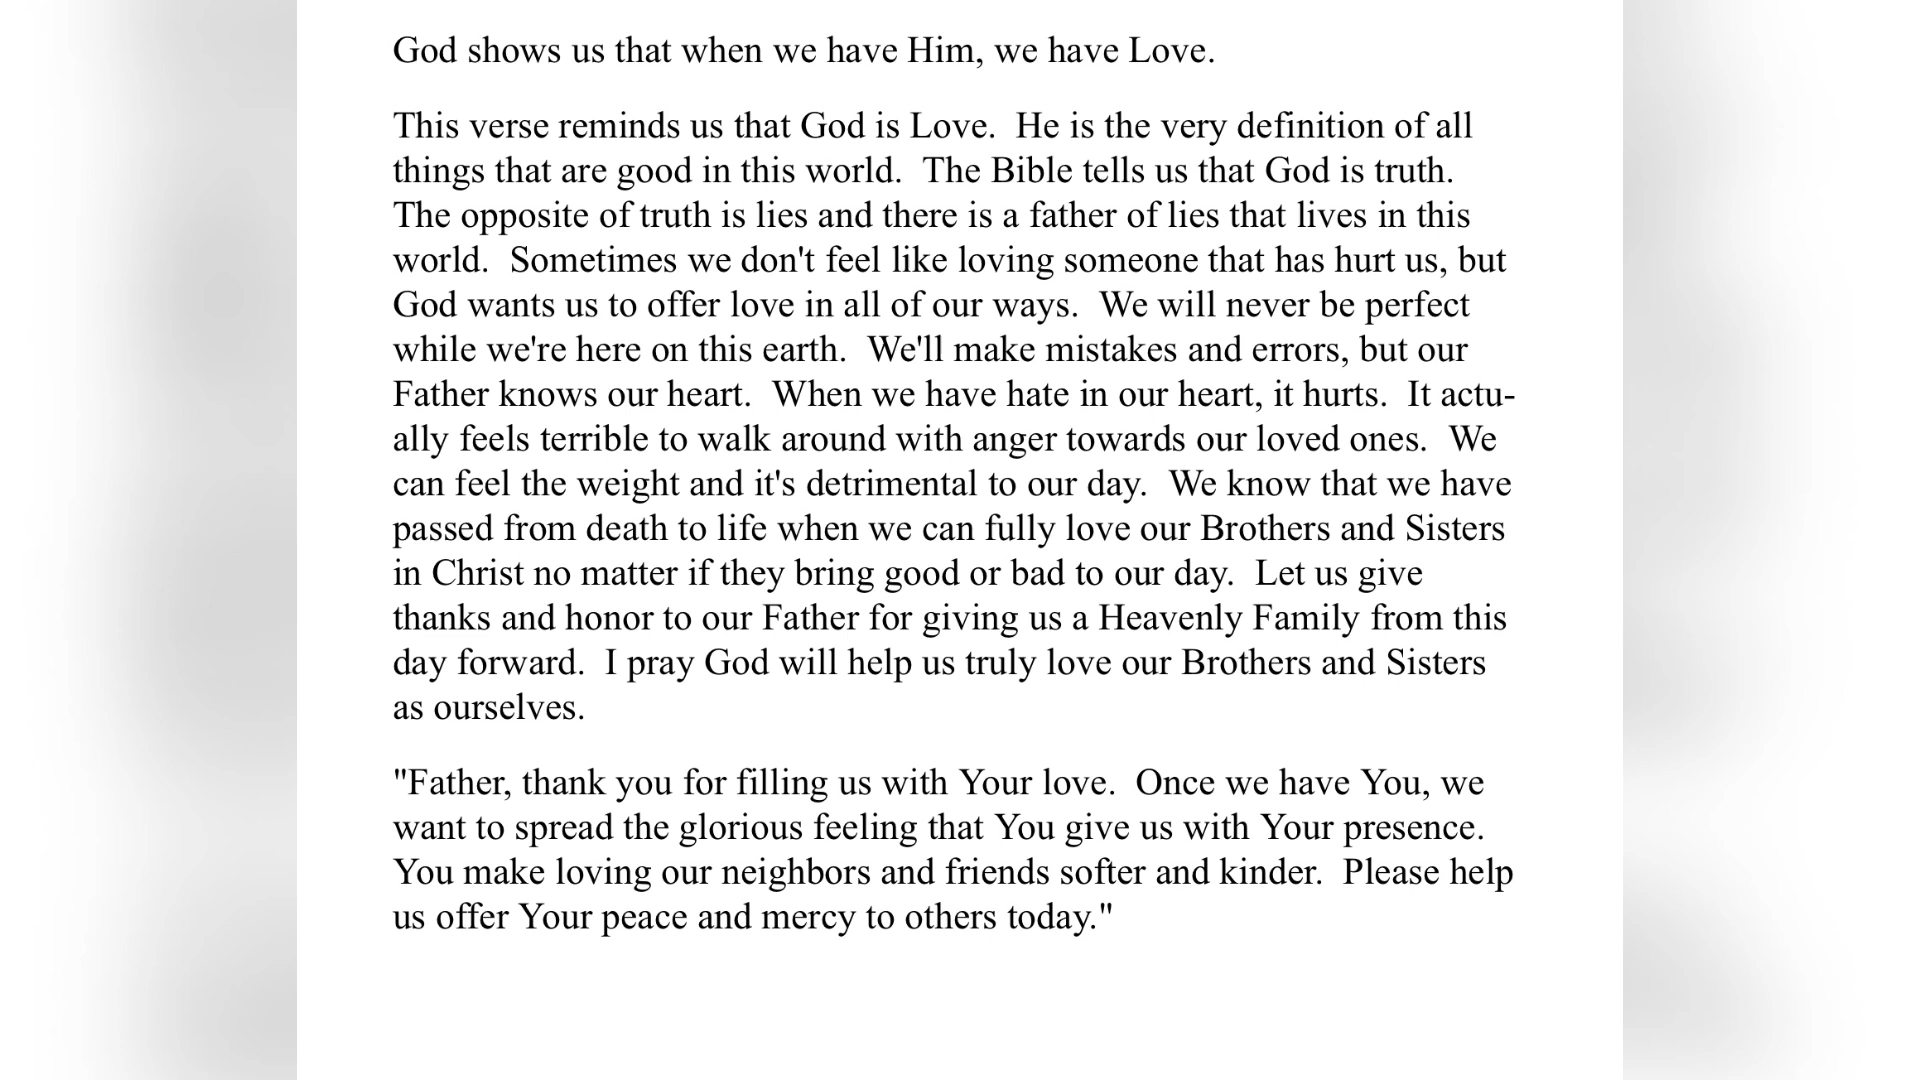 God shows us that when we have Him, we have Love.
This verse reminds us that God is Love.  He is the very definition of all
things that are good in this world.  The Bible tells us that God is truth.
The opposite of truth is lies and there is a father of lies that lives in this
world.  Sometimes we don't feel like loving someone that has hurt us, but
God wants us to offer love in all of our ways.  We will never be perfect
while we're here on this earth.  We'll make mistakes and errors, but our
Father knows our heart.  When we have hate in our heart, it hurts.  It actu-
ally feels terrible to walk around with anger towards our loved ones.  We
can feel the weight and it's detrimental to our day.  We know that we have
passed from death to life when we can fully love our Brothers and Sisters
in Christ no matter if they bring good or bad to our day.  Let us give
thanks and honor to our Father for giving us a Heavenly Family from this
day forward.  I pray God will help us truly love our Brothers and Sisters
as ourselves.
"Father, thank you for filling us with Your love.  Once we have You, we
want to spread the glorious feeling that You give us with Your presence.
You make loving our neighbors and friends softer and kinder.  Please help
us offer Your peace and mercy to others today."